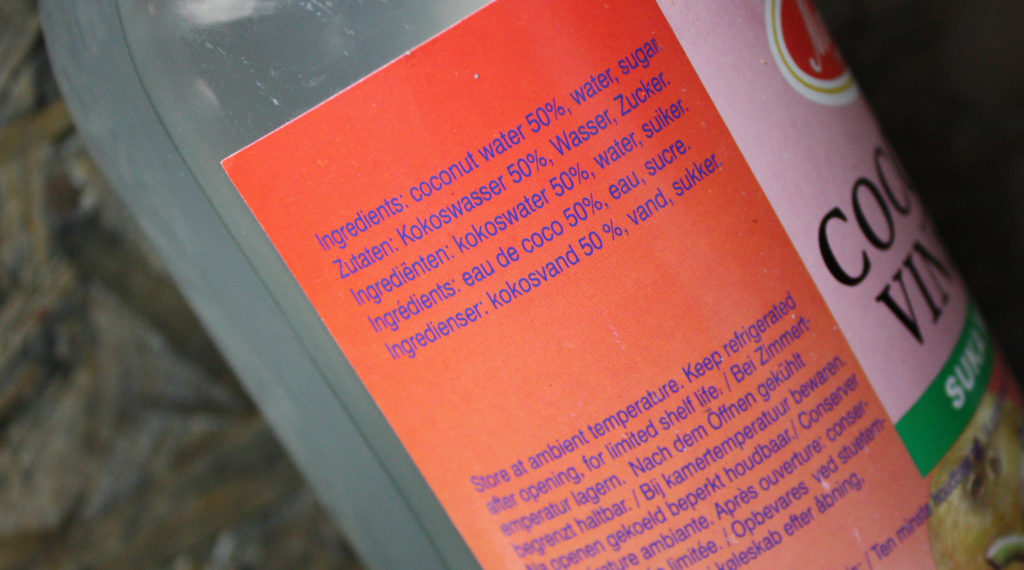 Ingredients: coconut water 50%, water, sugar.
Zutaten: Kokoswasser 50%, Wasser, Zucker.
Ingrediënten: kokoswater 50%, water, suiker.
Ingrédients: eau de coco 50%, eau, sucre.
Ingredienser: kokosvand 50 %, vand, sukker.
Store at ambient temperature. Keep refrigerated
after opening, for limited shelf life. / Bei Zimmert-
emperatur lagern. Nach dem Öffnen gekühlt
begrenzt haltbar. / Bij kamertemperatuur bewaren.
Na openen gekoeld beperkt houdbaar./ Conserver
ambiante. Après ouverture: conser-
limitée. / Opbevares ved stuetem-
køleskab efter åbning.
/ Ten minste
COC
VIN
SUK